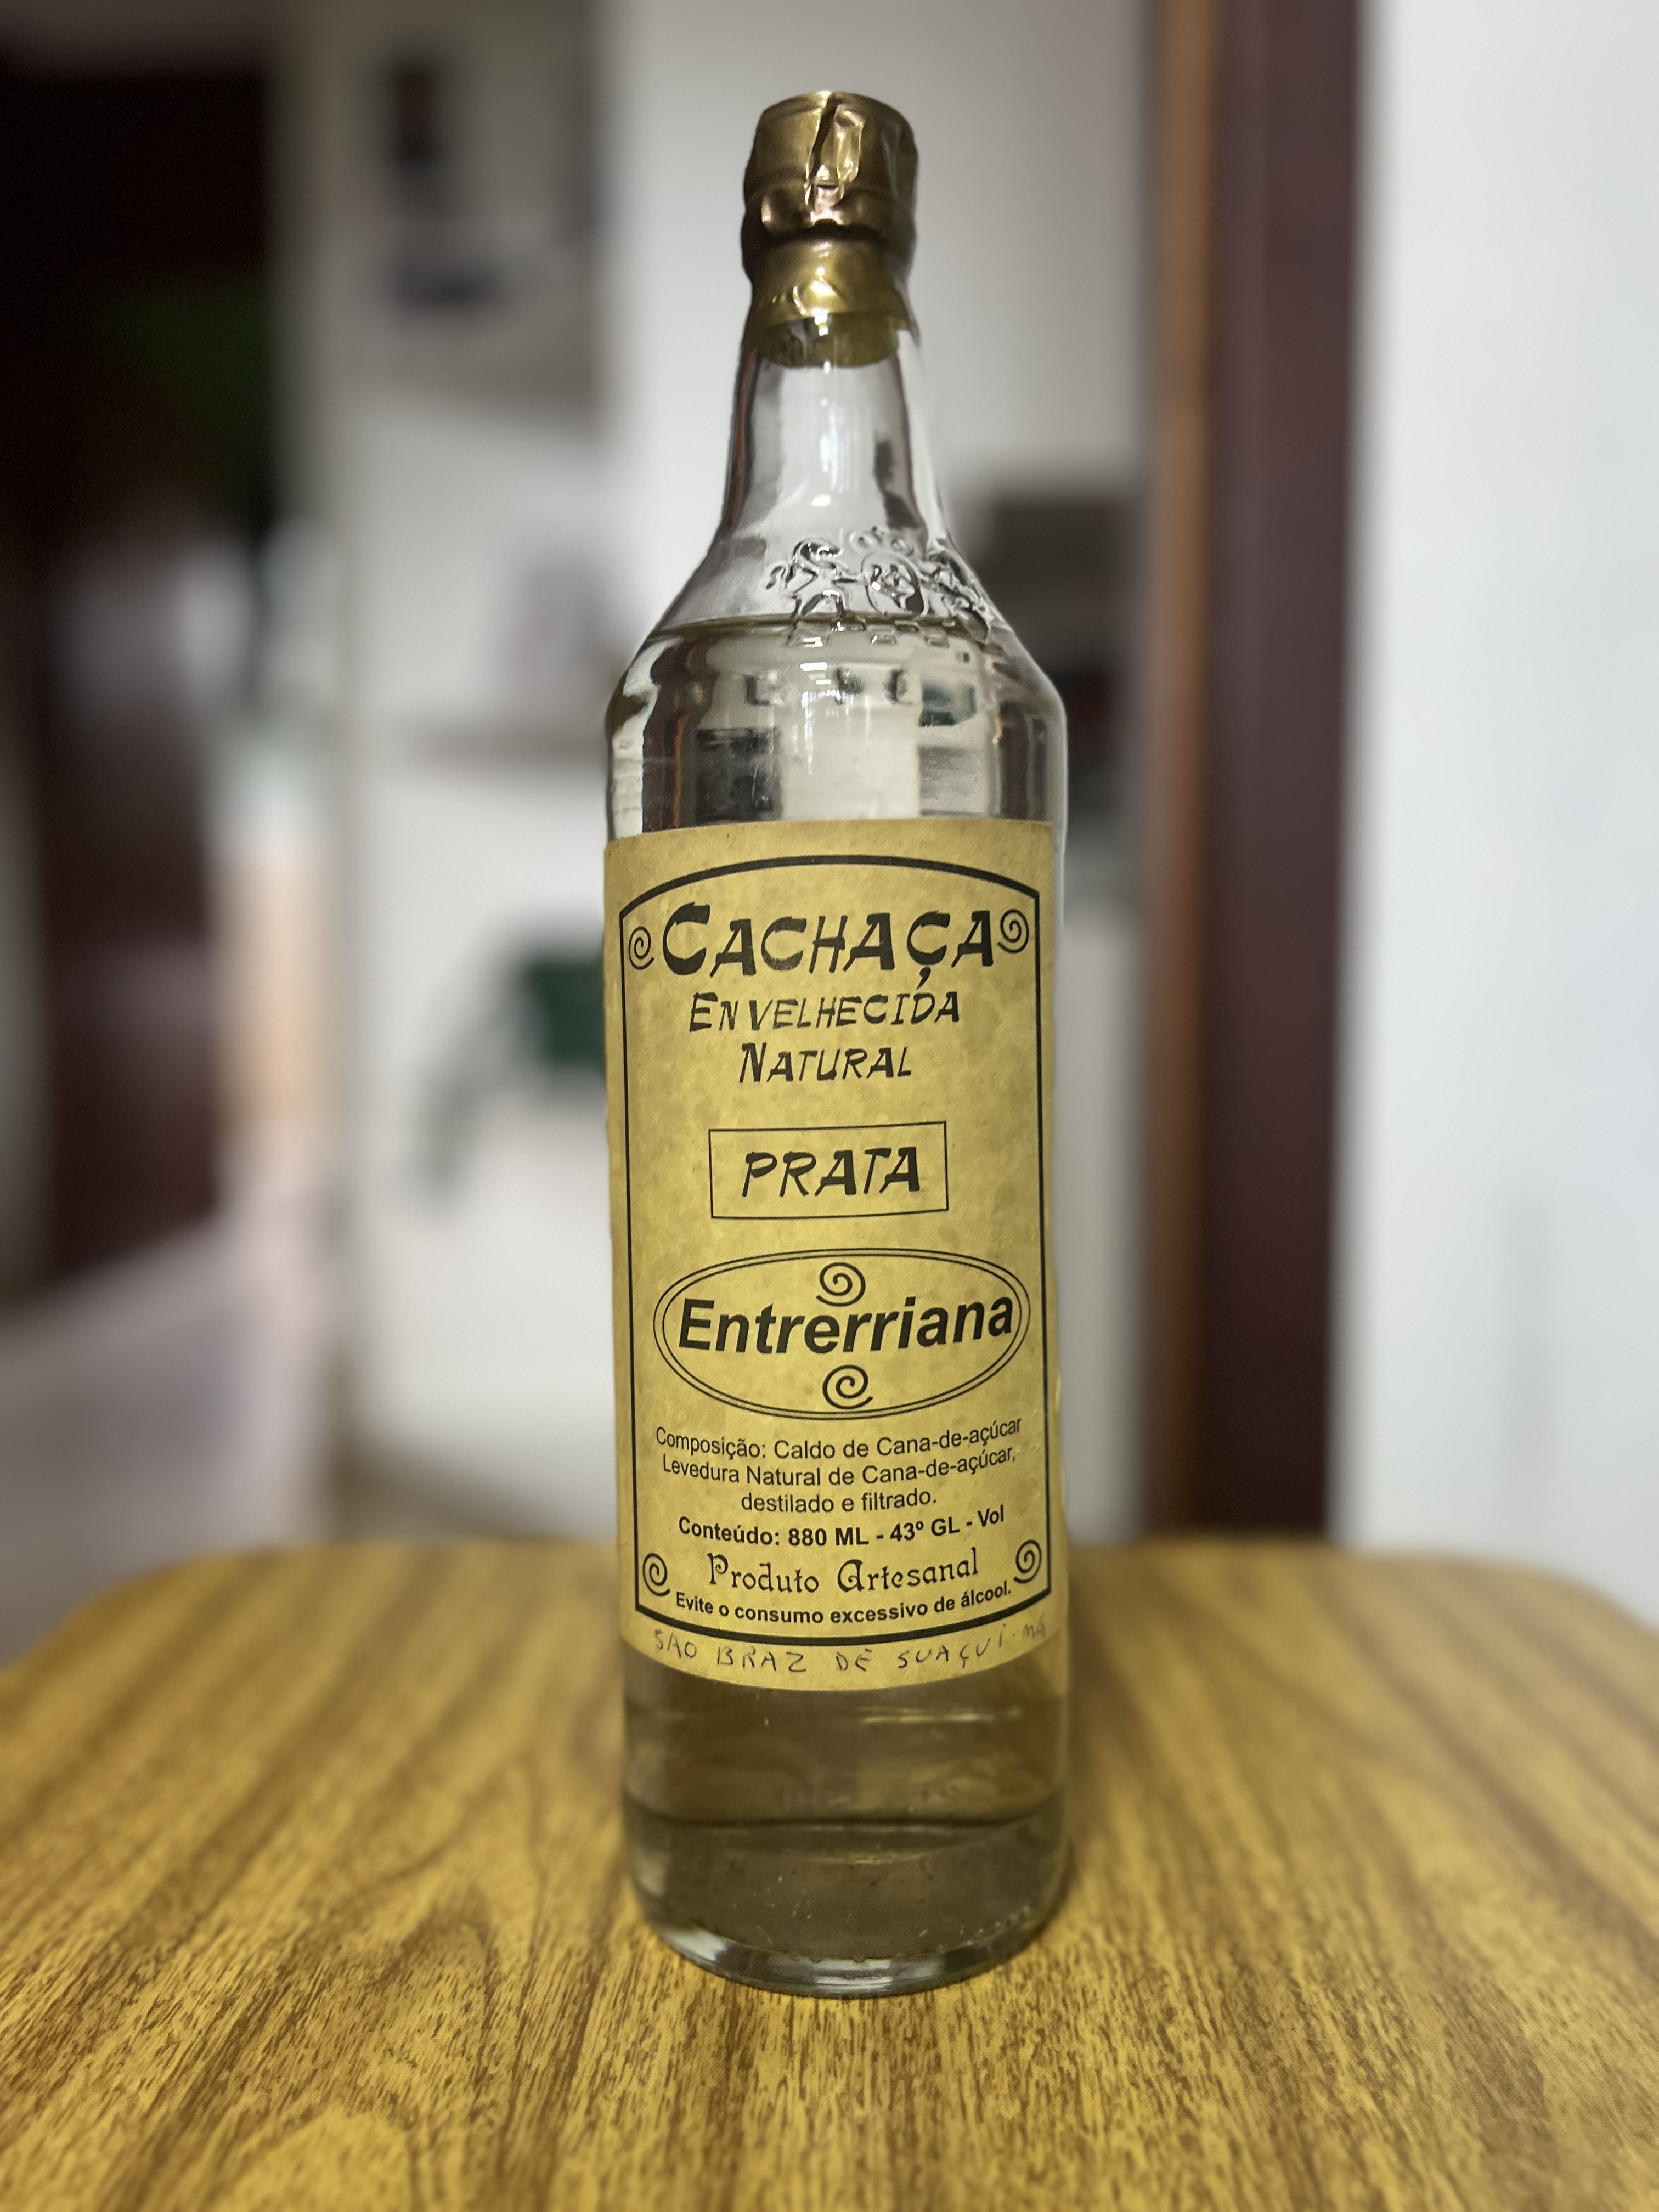 CACHAÇA
ENVELHECIDA
NATURAL
PRATA
Entrerriana
Composição: Caldo de Cana-de-açúcar
Levedura Natural de Cana-de-açúcar,
destilado e filtrado.
Conteúdo: 880 ML - 43º GL - Vol
Produto Artesanal
Evite o consumo excessivo de álcool.
SÃO BRAZ DE SUAÇUÍ-MG